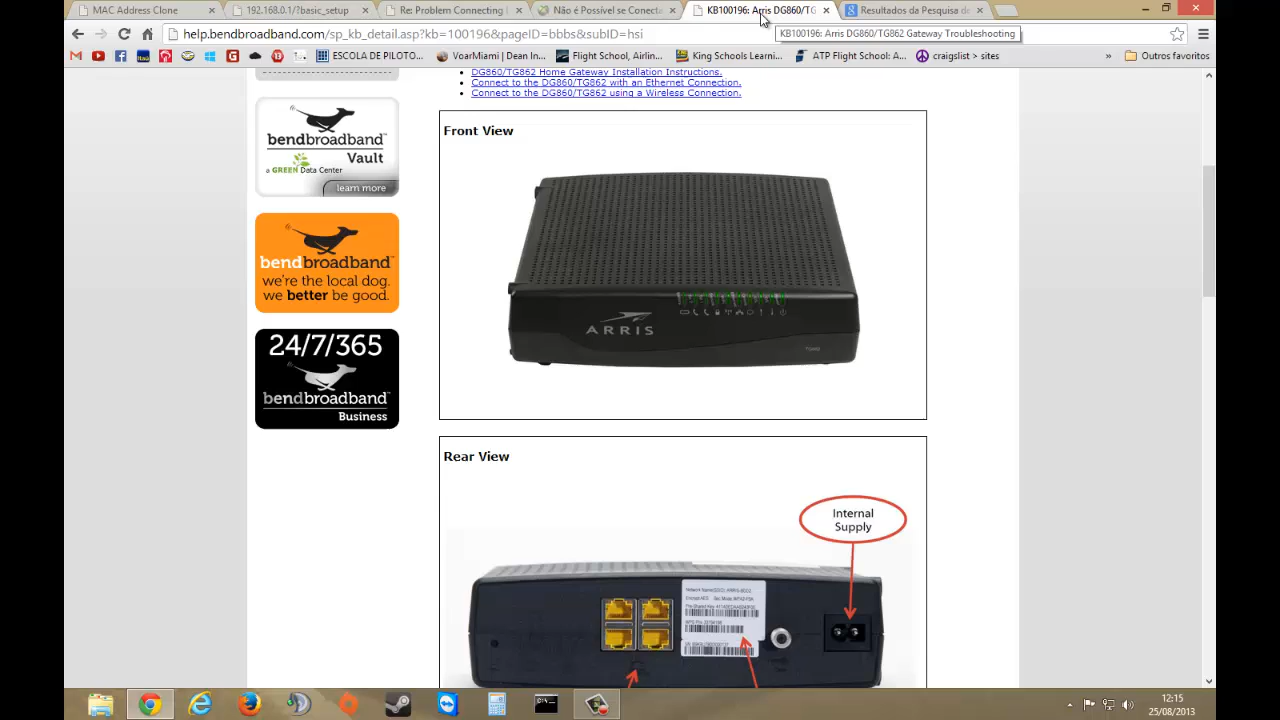 MAC Address Clone
192.168.0.1/?basic_setup
Re: Problem Connecting
Não é Possível se Conecta
KB100196: Arris DG860/TG
Resultados da Pesquisa de
help.bendbroadband.com/sp_kb_detail.asp?kb=100196&pageID=bbbs&subID=hsi
KB100196: Arris DG860/TG862 Gateway Troubleshooting
ESCOLA DE PILOTO...
VoarMiami | Dean In...
Flight School, Airlin...
King Schools Learni...
ATP Flight School: A...
craigslist > sites
»
Outros favoritos
DG860/TG862 Home Gateway Installation Instructions.
Connect to the DG860/TG862 with an Ethernet Connection.
Connect to the DG860/TG862 using a Wireless Connection.
bendbroadband™
Vault
a GREEN Data Center
learn more
bendbroadband™
we're the local dog.
we better be good.
24/7/365
bendbroadband™
Business
Front View
ARRIS
Rear View
Internal
Supply
12:15
25/08/2013